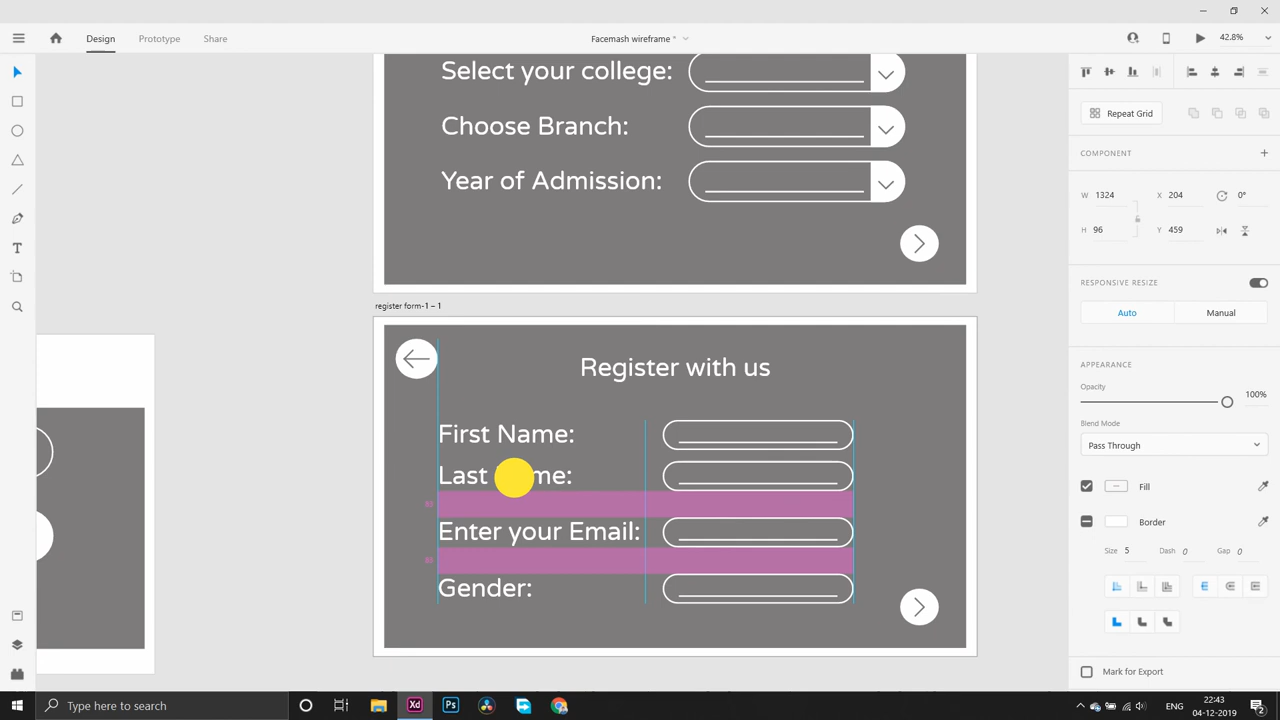 Design
Prototype
Share
Facemash wireframe *
42.8%
Select your college:
Choose Branch:
Year of Admission:
register form-1 – 1
Register with us
First Name:
Last
me:
Enter your Email:
Gender:
Repeat Grid
COMPONENT
W 1324
X 204
0°
H 96
Y 459
RESPONSIVE RESIZE
Auto
Manual
APPEARANCE
Opacity
100%
Blend Mode
Pass Through
Fill
Border
Size 5
Dash 0
Gap 0
Mark for Export
Type here to search
Xd
Ps
ENG
22:43
04-12-2019
2